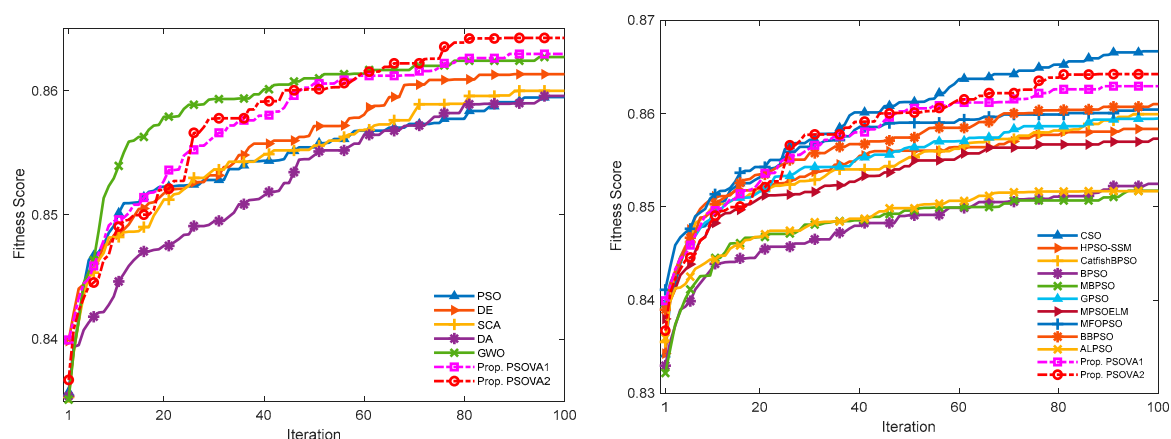 Fitness Score
0.86
0.85
0.84
1
20
40
60
80
100
Iteration
PSO
DE
SCA
DA
GWO
Prop. PSOVA1
Prop. PSOVA2
Fitness Score
0.87
0.86
0.85
0.84
0.83
1
20
40
60
80
100
Iteration
CSO
HPSO-SSM
CatfishBPSO
BPSO
MBPSO
GPSO
MPSOELM
MFOPSO
BBPSO
ALPSO
Prop. PSOVA1
Prop. PSOVA2